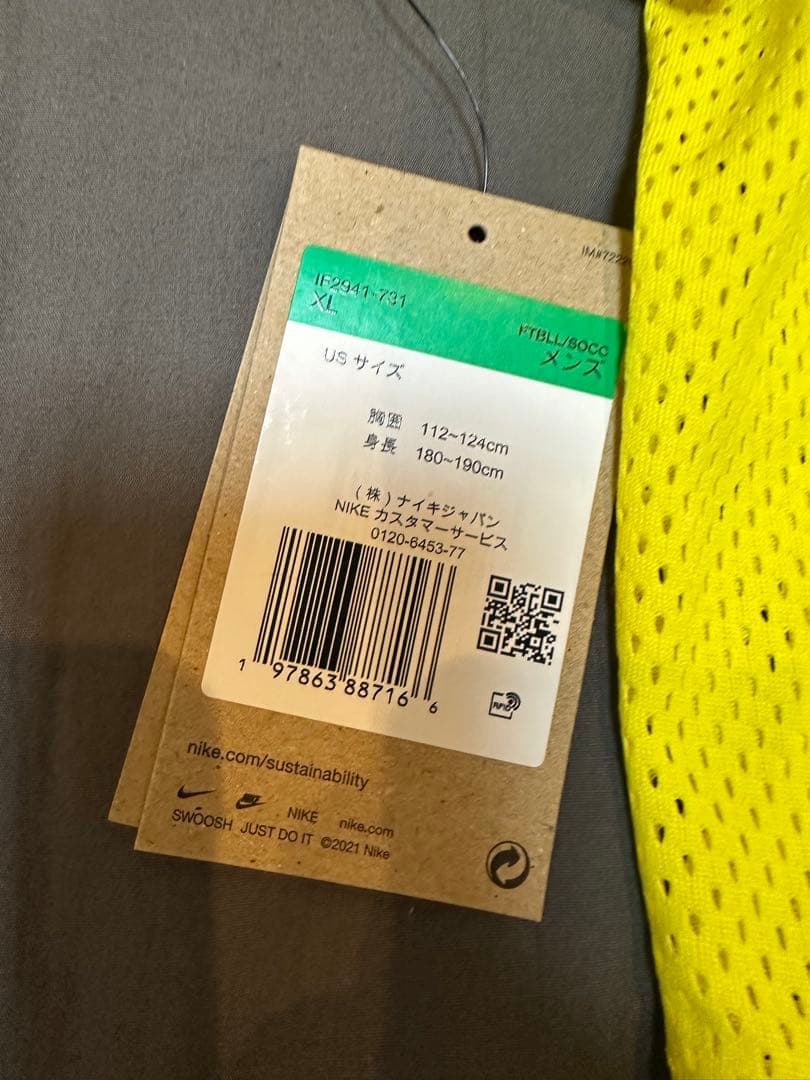 IF2941-731
XL
FTBLL/SOCC
メンズ
US サイズ
胸囲 112~124cm
身長 180~190cm
(株)ナイキジャパン
NIKE カスタマーサービス
0120-6453-77
1 97863 88716 6
RFID
nike.com/sustainability
NIKE nike.com
SWOOSH JUST DO IT ©2021 Nike